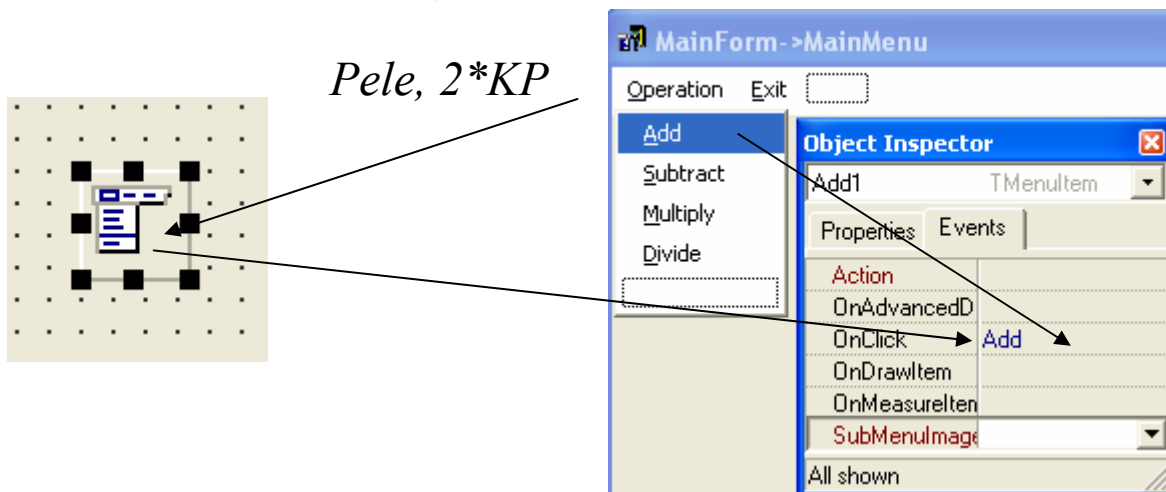 Pele, 2*KP
MainForm->MainMenu
Operation Exit
Add
Subtract
Multiply
Divide
Object Inspector
Add1 TMenuItem
Properties Events
Action
OnAdvancedD
OnClick Add
OnDrawItem
OnMeasureIten
SubMenuImage
All shown